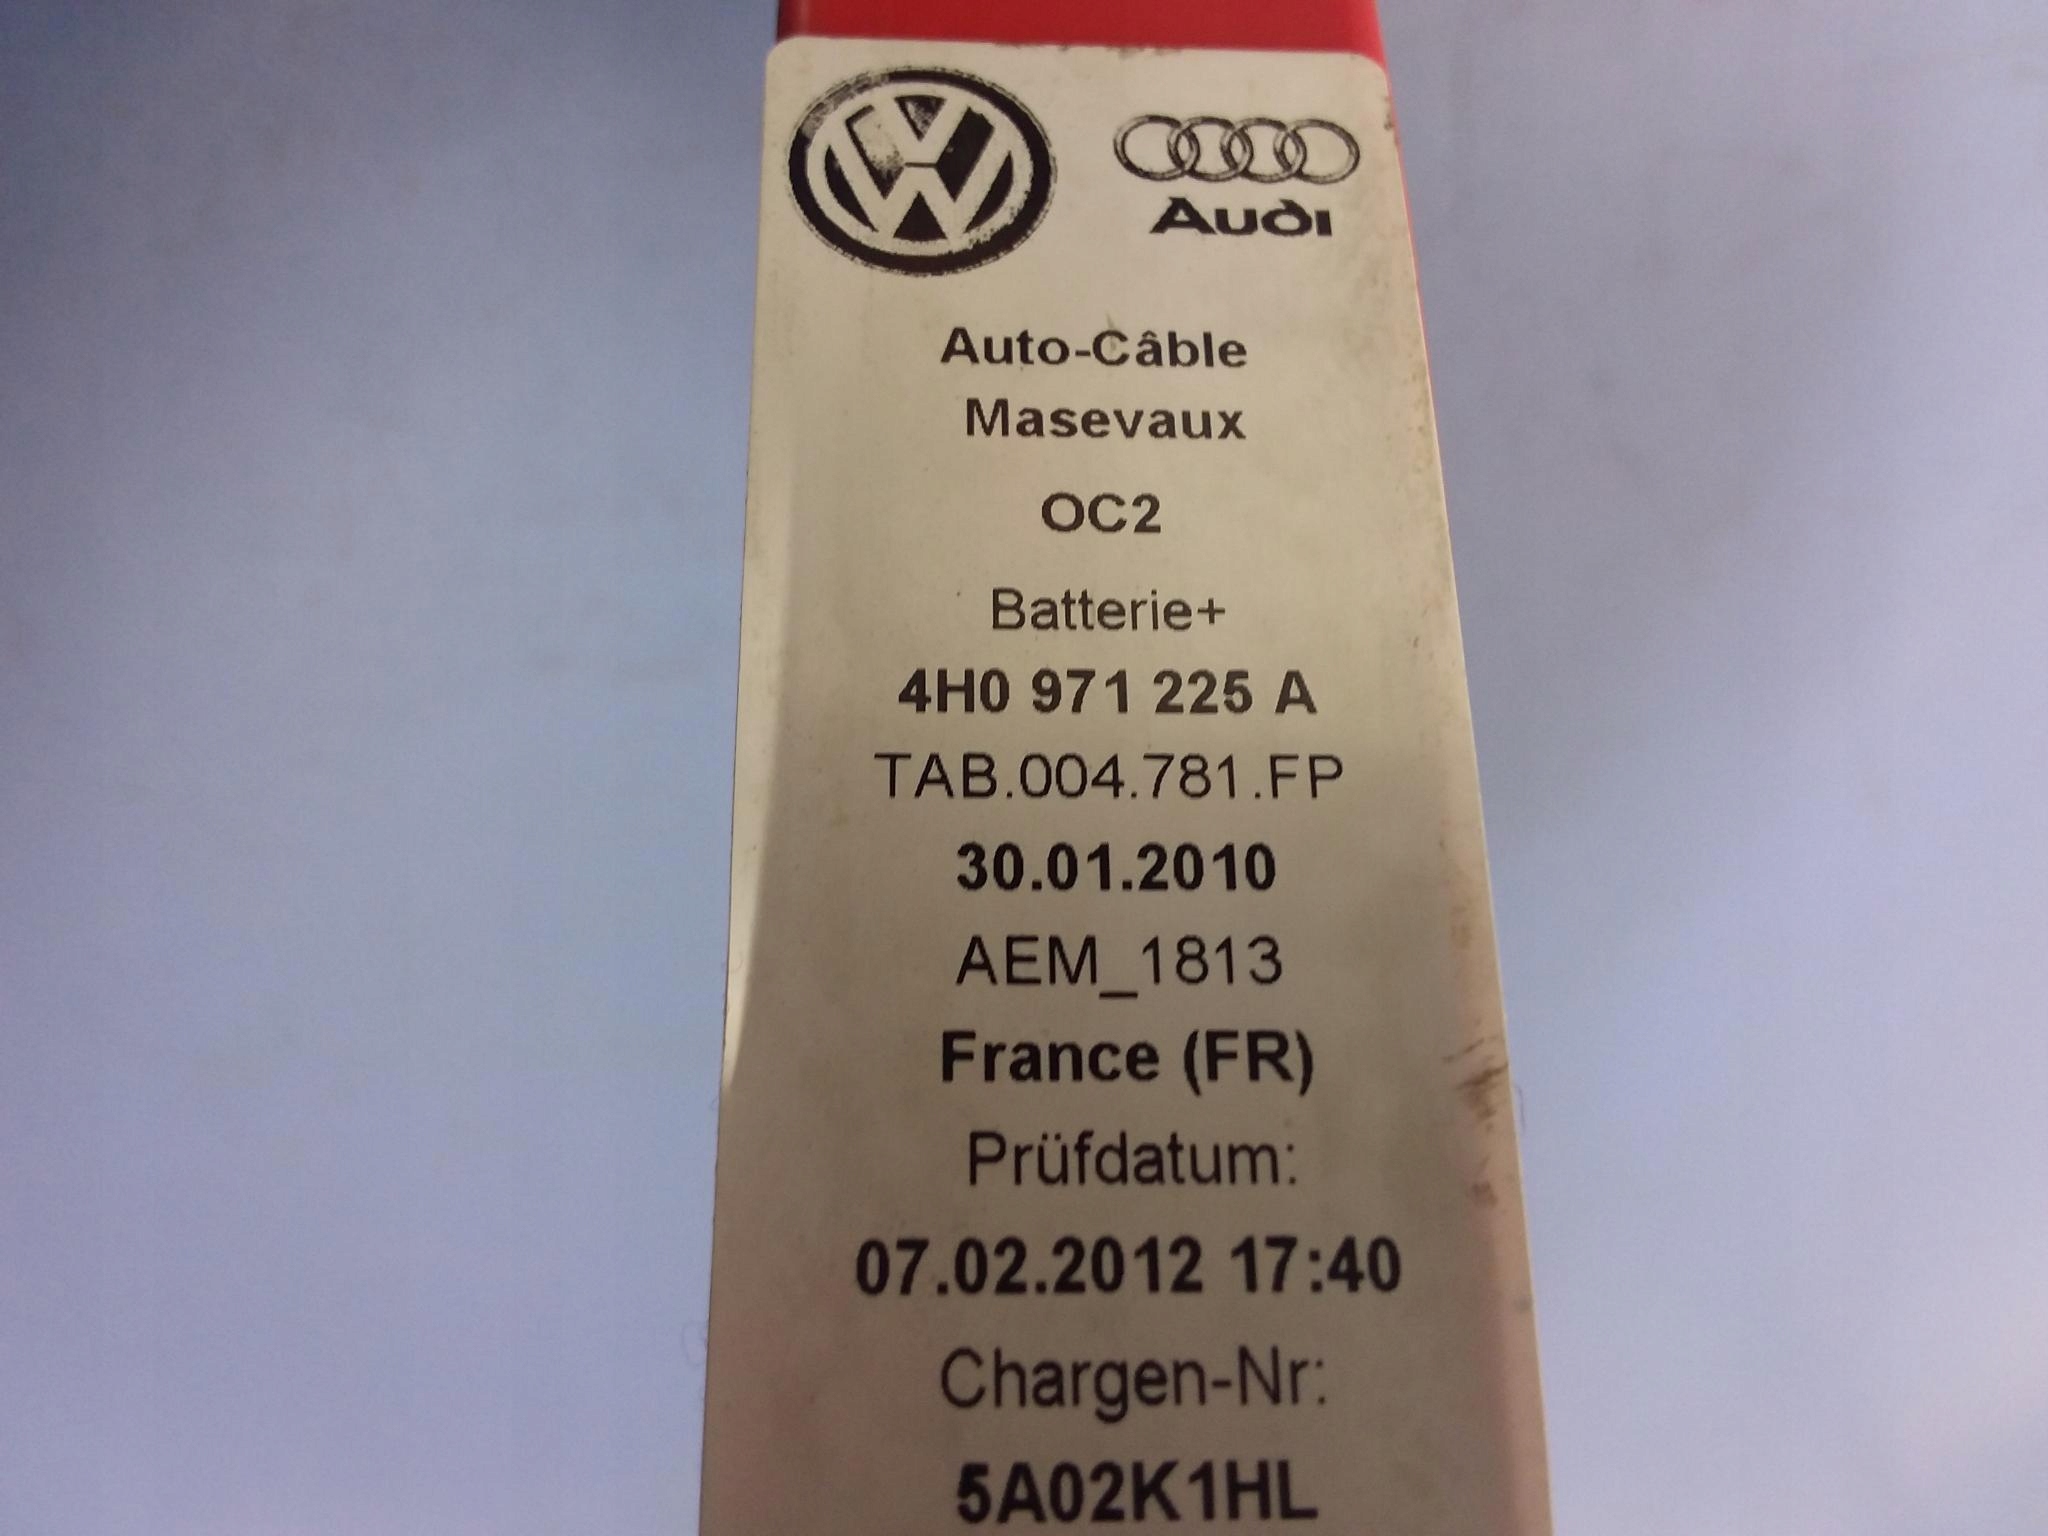 Audi
Auto-Câble
Masevaux
OC2
Batterie+
4H0 971 225 A
TAB.004.781.FP
30.01.2010
AEM_1813
France (FR)
Prüfdatum:
07.02.2012 17:40
Chargen-Nr:
5A02K1HL